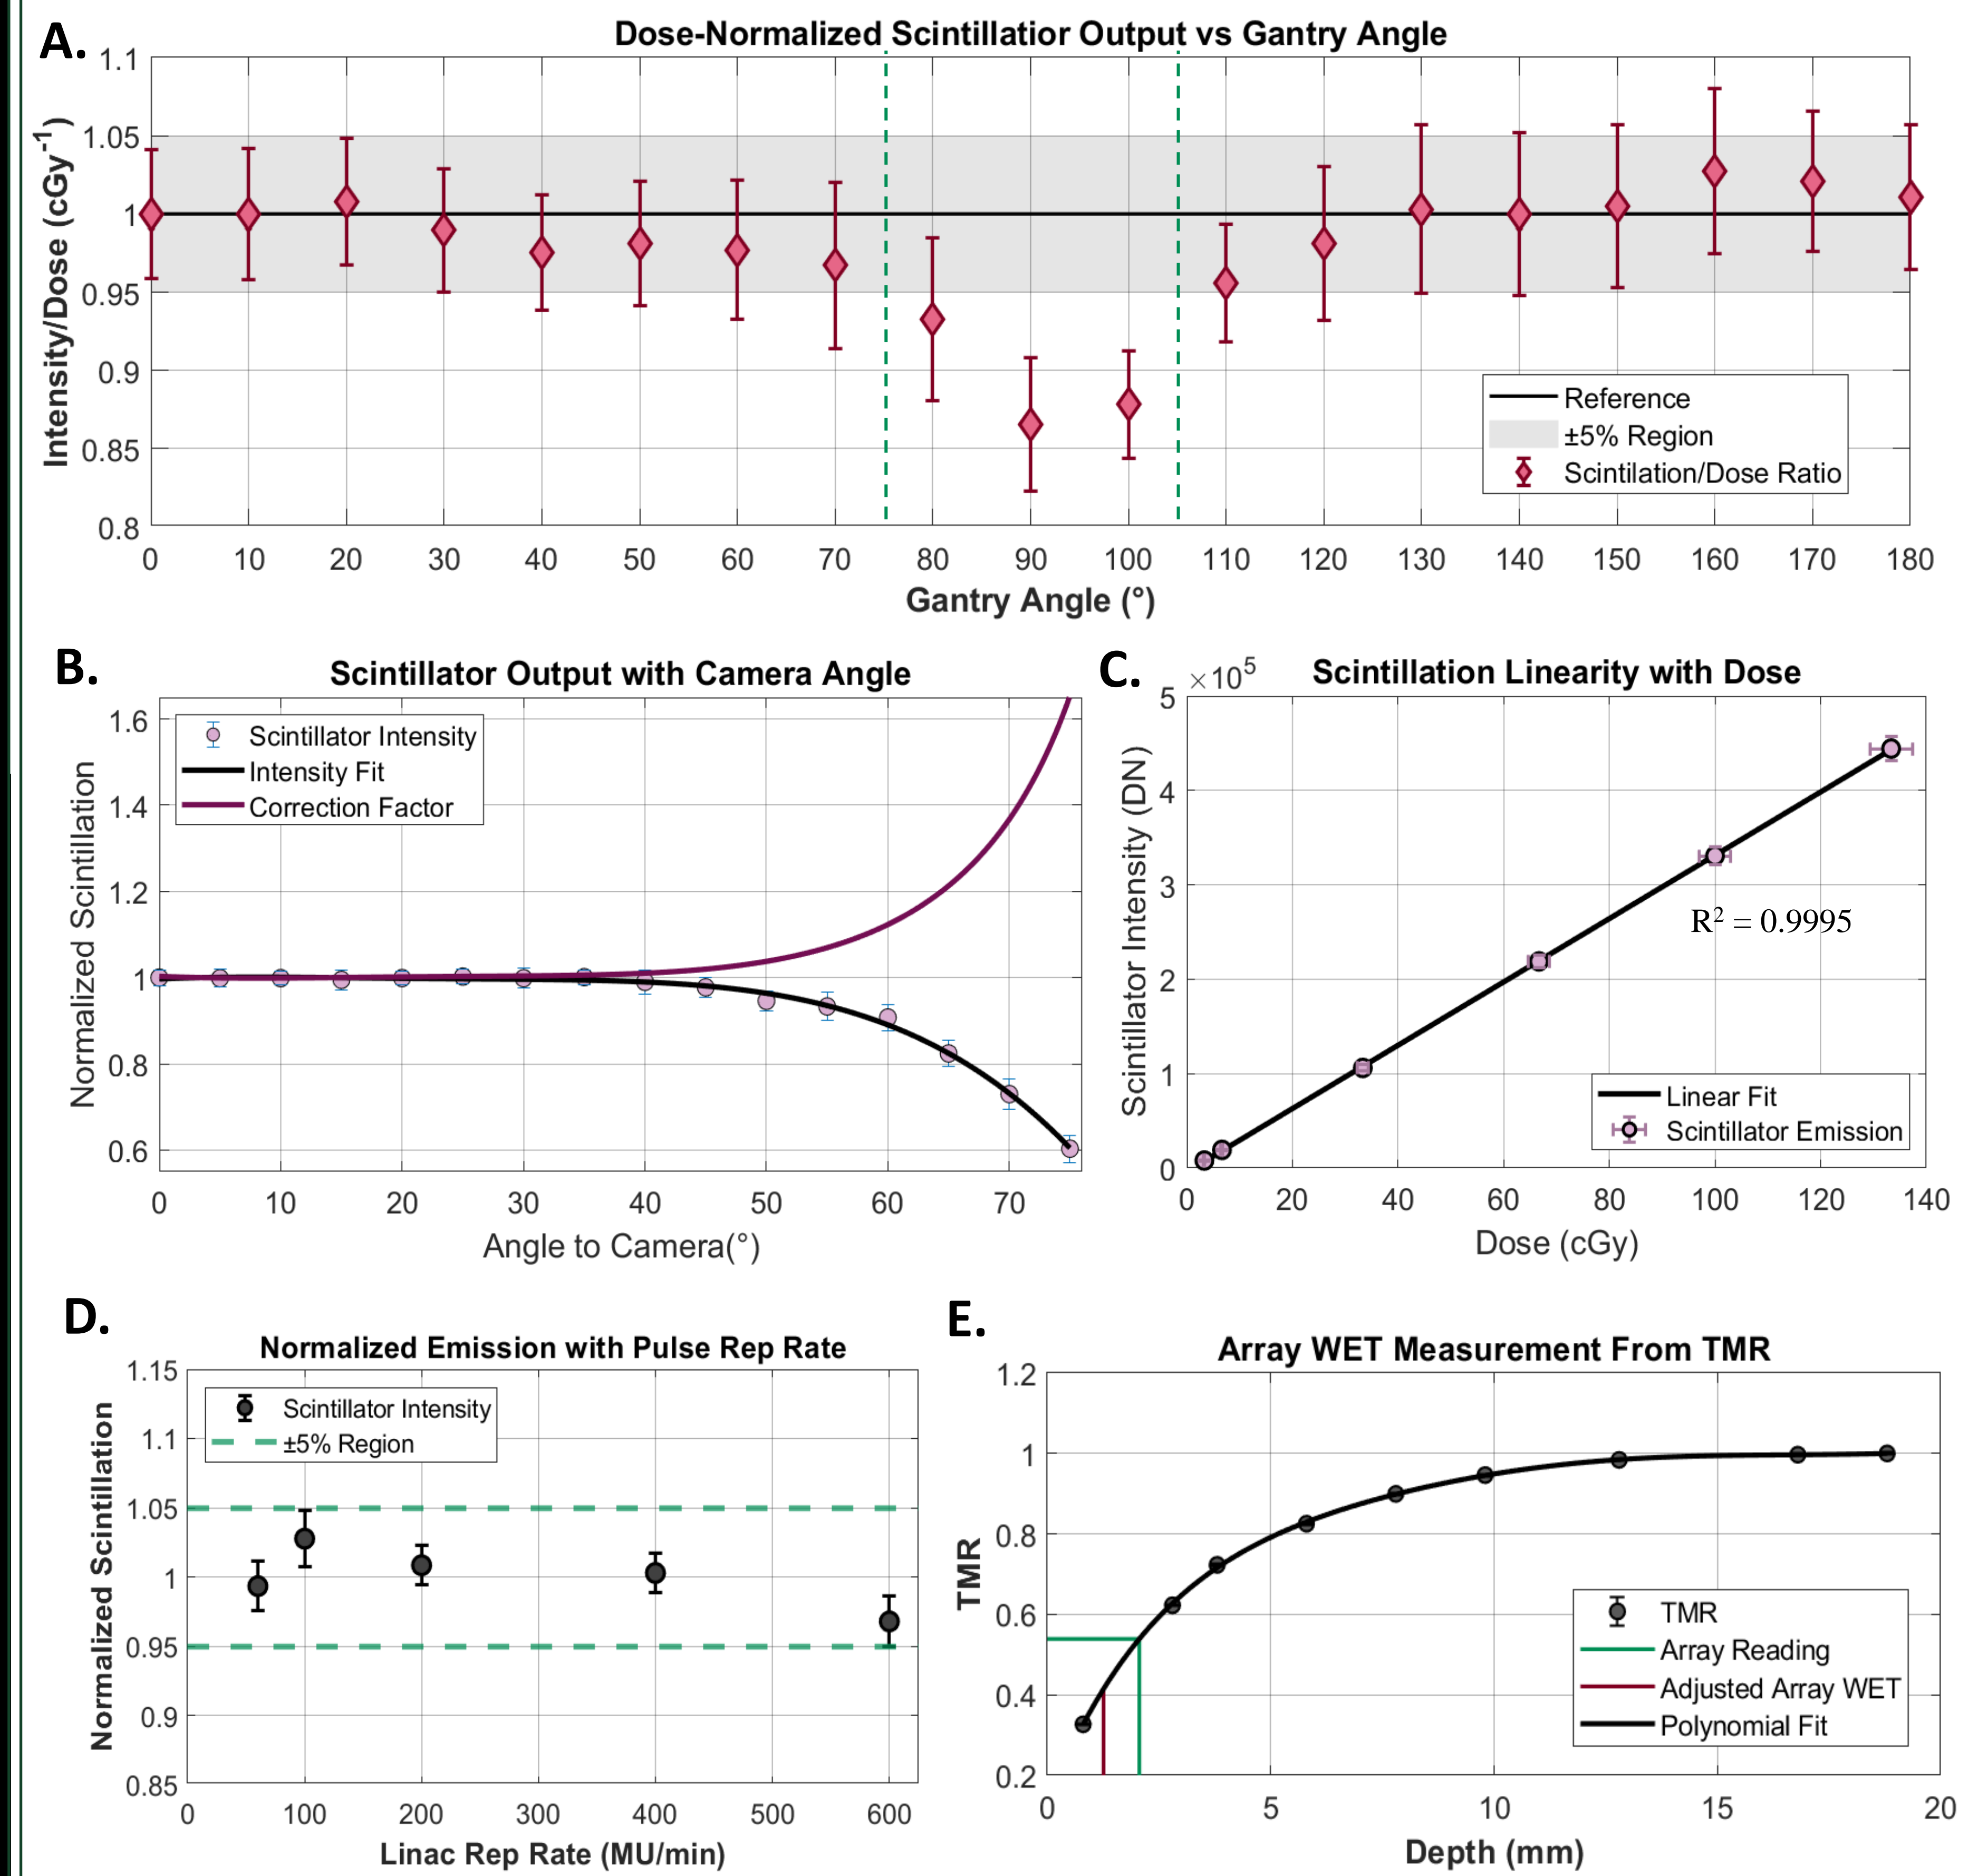 A.
Dose-Normalized Scintillatior Output vs Gantry Angle
Intensity/Dose (cGy⁻¹)
1.1
1.05
1
0.95
0.9
0.85
0.8
0 10 20 30 40 50 60 70 80 90 100 110 120 130 140 150 160 170 180
Gantry Angle (°)
Reference
±5% Region
Scintilation/Dose Ratio
B.
Scintillator Output with Camera Angle
Normalized Scintillation
1.6
1.4
1.2
1
0.8
0.6
Scintillator Intensity
Intensity Fit
Correction Factor
0 10 20 30 40 50 60 70
Angle to Camera(°)
C.
×10⁵
Scintillation Linearity with Dose
Scintillator Intensity (DN)
5
4
3
2
1
0
R² = 0.9995
Linear Fit
Scintillator Emission
0 20 40 60 80 100 120 140
Dose (cGy)
D.
Normalized Emission with Pulse Rep Rate
Normalized Scintillation
1.15
1.1
1.05
1
0.95
0.9
0.85
Scintillator Intensity
±5% Region
0 100 200 300 400 500 600
Linac Rep Rate (MU/min)
E.
Array WET Measurement From TMR
TMR
1.2
1
0.8
0.6
0.4
0.2
TMR
Array Reading
Adjusted Array WET
Polynomial Fit
0 5 10 15 20
Depth (mm)